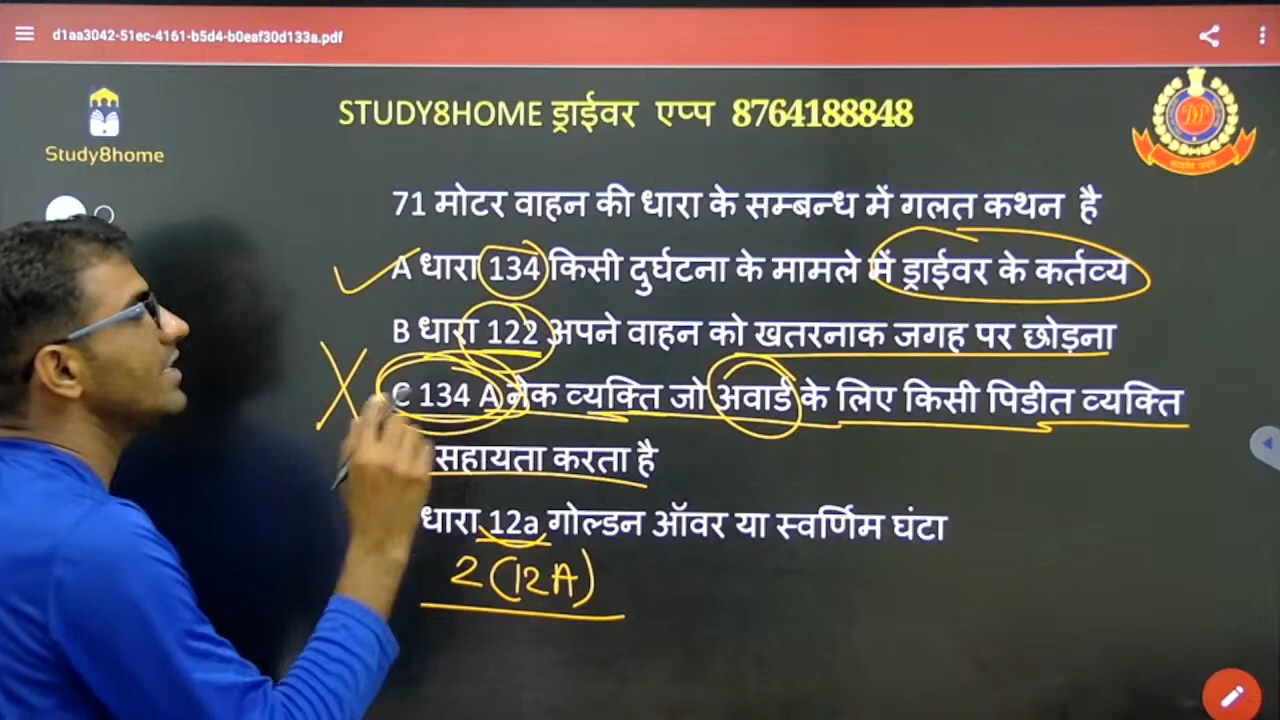 d1aa3042-51ec-4161-b5d4-b0eaf30d133a.pdf
STUDY8HOME ड्राईवर एप्प 8764188848
Study8home
71 मोटर वाहन की धारा के सम्बन्ध में गलत कथन है
A धारा 134 किसी दुर्घटना के मामले में ड्राईवर के कर्तव्य
B धारा 122 अपने वाहन को खतरनाक जगह पर छोड़ना
C 134 A नेक व्यक्ति जो अवार्ड के लिए किसी पिडीत व्यक्ति
सहायता करता है
धारा 12a गोल्डन ऑवर या स्वर्णिम घंटा
2 (12A)